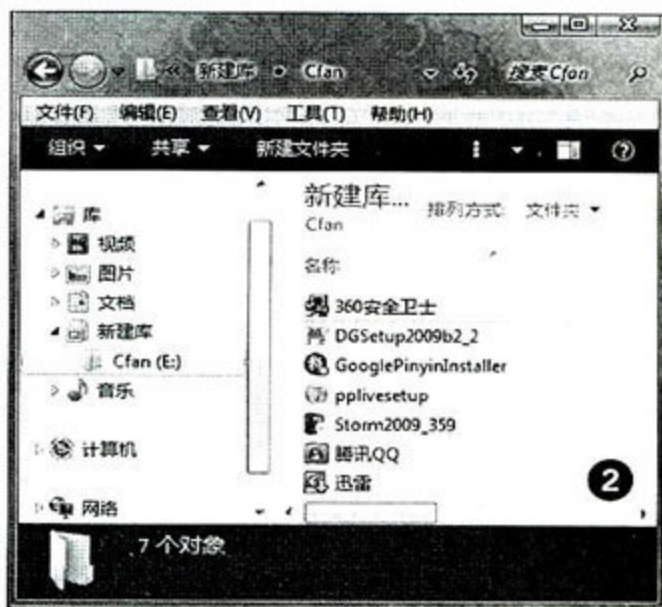 新建库 Cfan 搜索Cfan
文件(F) 编辑(E) 查看(V) 工具(T) 帮助(H)
组织 共享 新建文件夹
库
视频
图片
文档
新建库
Cfan (E:)
音乐
计算机
网络
新建库...
Cfan
排列方式: 文件夹
名称
360安全卫士
DGSetup2009b2_2
GooglePinyinInstaller
pplivesetup
Storm2009_359
腾讯QQ
迅雷
2
7 个对象